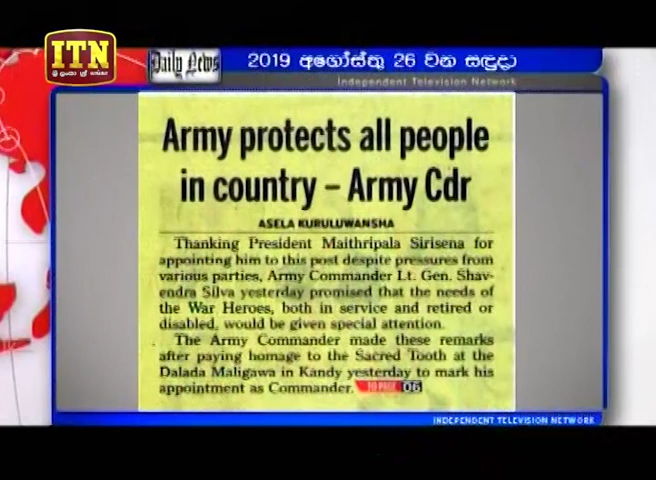 ITN
ශ්‍රී ලංකා ශ්‍රී ගණයා
Daily News
2019 අගෝස්තු 26 වන සඳුදා
Independent Television Network
Army protects all people
in country – Army Cdr
ASELA KURULUWANSHA
Thanking President Maithripala Sirisena for
appointing him to this post despite pressures from
various parties, Army Commander Lt. Gen. Shav-
endra Silva yesterday promised that the needs of
the War Heroes, both in service and retired or
disabled, would be given special attention.
The Army Commander made these remarks
after paying homage to the Sacred Tooth at the
Dalada Maligawa in Kandy yesterday to mark his
appointment as Commander. TO PAGE 06
INDEPENDENT TELEVISION NETWORK